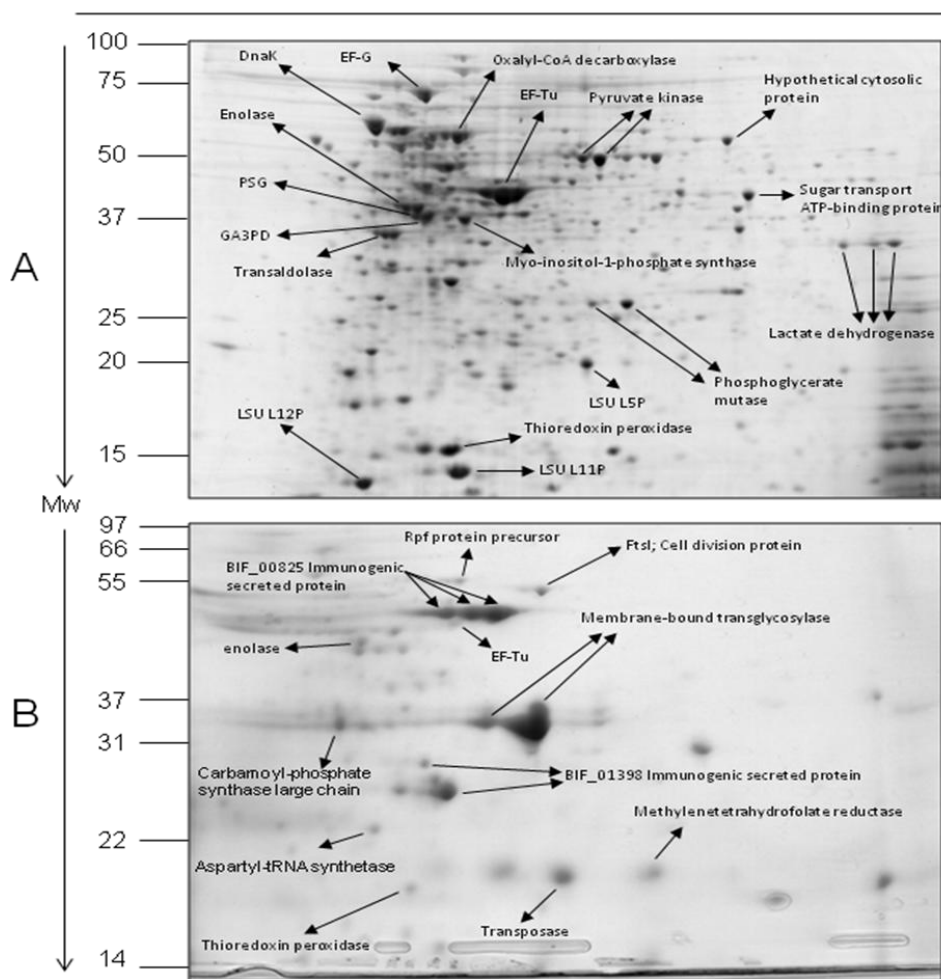 A
Mw
B
100
75
50
37
25
20
15
DnaK
EF-G
Oxalyl-CoA decarboxylase
Enolase
EF-Tu
Pyruvate kinase
Hypothetical cytosolic
protein
PSG
Sugar transport
ATP-binding protein
GA3PD
Transaldolase
Myo-inositol-1-phosphate synthase
Lactate dehydrogenase
Phosphoglycerate
mutase
LSU L5P
LSU L12P
Thioredoxin peroxidase
LSU L11P
97
66
55
37
31
22
14
Rpf protein precursor
FtsI; Cell division protein
BIF_00825 Immunogenic
secreted protein
Membrane-bound transglycosylase
enolase
EF-Tu
Carbamoyl-phosphate
synthase large chain
BIF_01398 Immunogenic secreted protein
Methylenetetrahydrofolate reductase
Aspartyl-tRNA synthetase
Thioredoxin peroxidase
Transposase